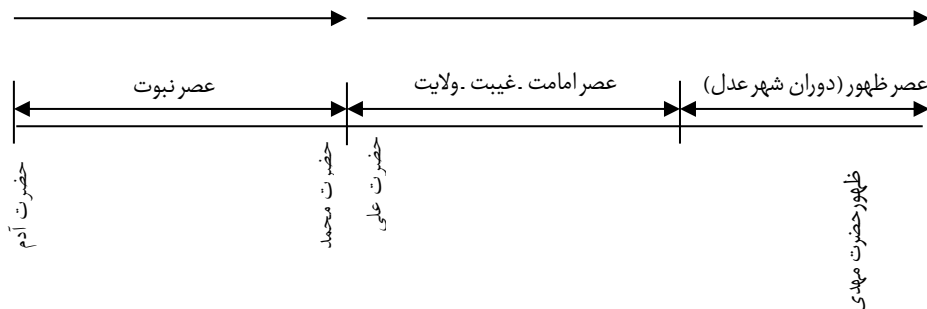 عصر ظهور (دوران شهر عدل)
عصر امامت ـ غیبت ـ ولایت
عصر نبوت
ظهور حضرت مهدی
حضرت علی
حضرت محمد
حضرت آدم